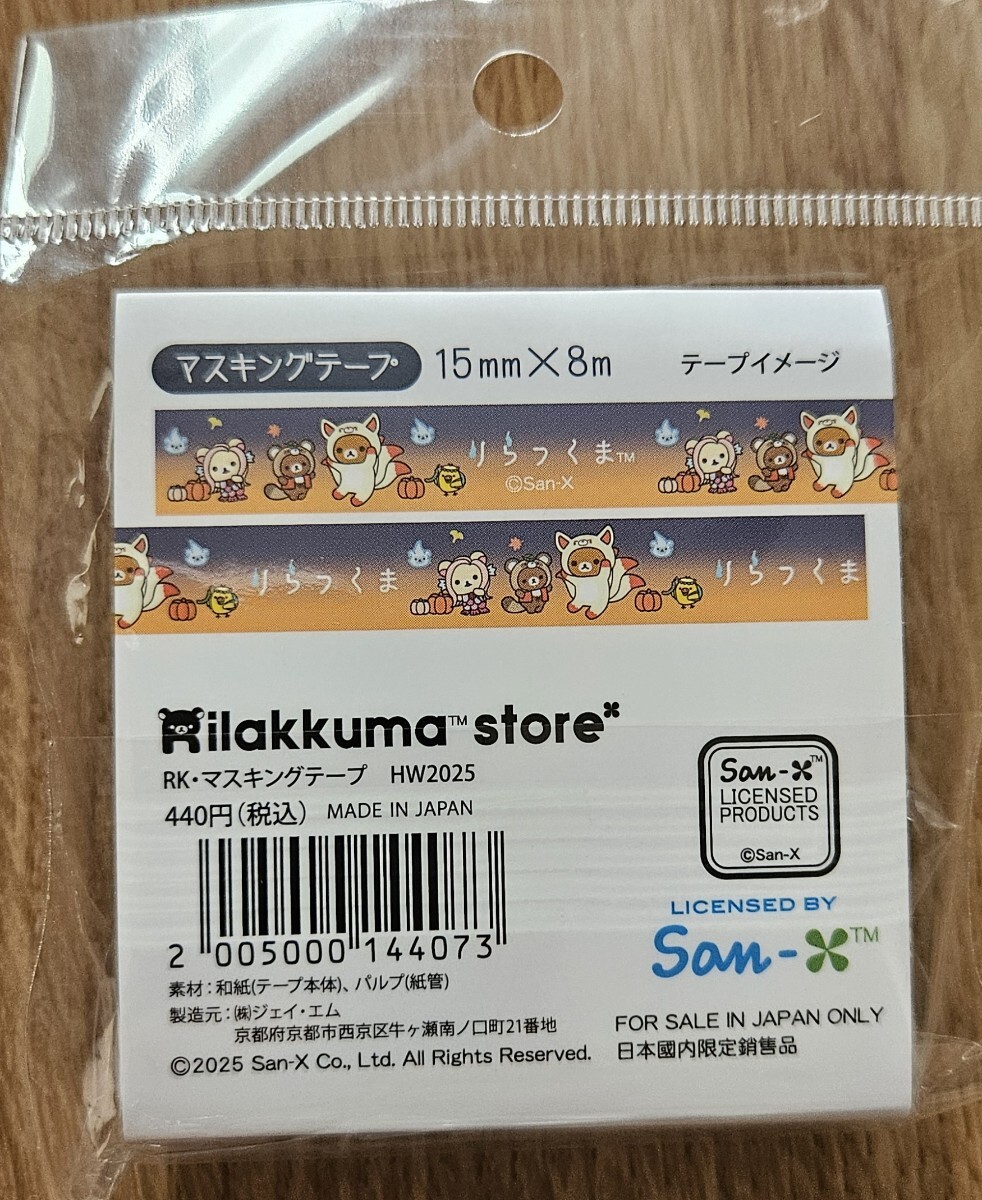 マスキングテープ 15mm×8m テープイメージ
りらっくま™
©San-X
りらっくま りらっくま
Rilakkuma™ store
RK・マスキングテープ HW2025
440円(税込) MADE IN JAPAN
San-X™
LICENSED
PRODUCTS
©San-X
2 005000 144073
LICENSED BY
San-X™
素材:和紙(テープ本体)、パルプ(紙管)
製造元:㈱ジェイ・エム
京都府京都市西京区牛ヶ瀬南ノ口町21番地
©2025 San-X Co., Ltd. All Rights Reserved.
FOR SALE IN JAPAN ONLY
日本國内限定銷售品